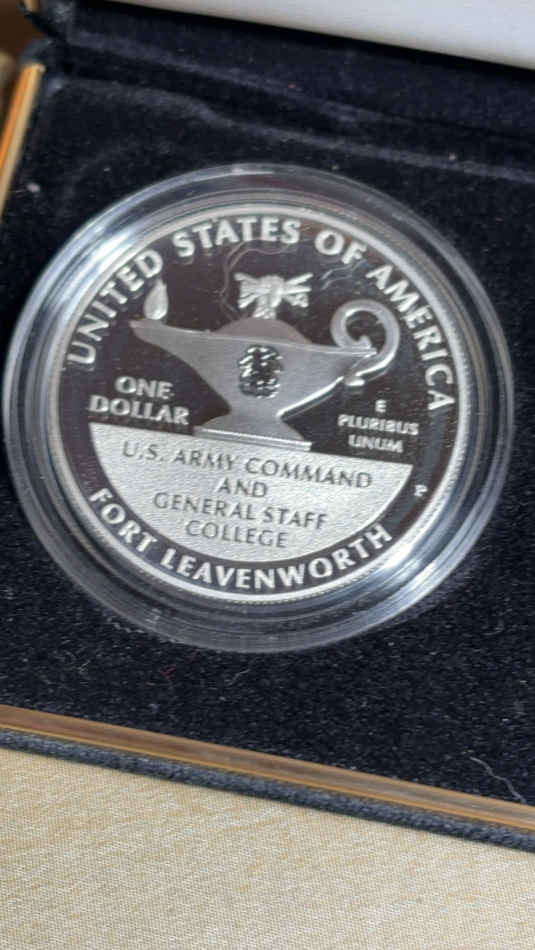 UNITED STATES OF AMERICA
ONE
DOLLAR
E
PLURIBUS
UNUM
U.S. ARMY COMMAND
AND
GENERAL STAFF
COLLEGE
P
FORT LEAVENWORTH